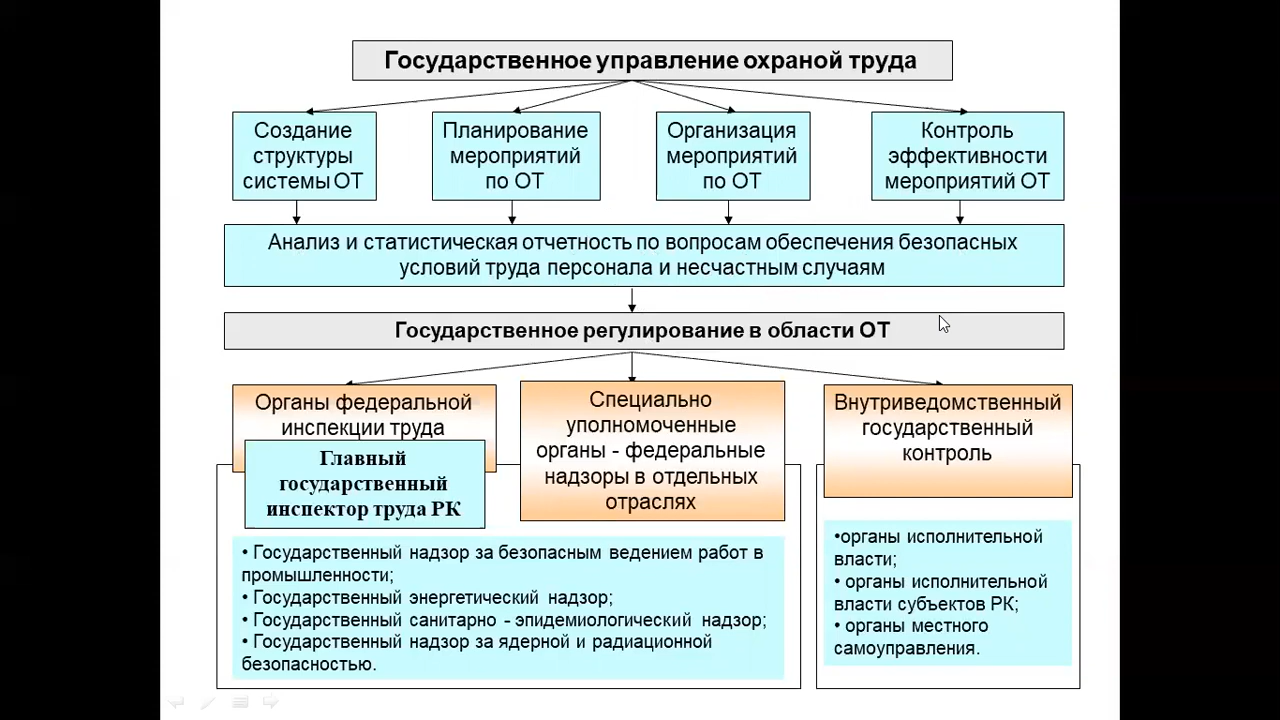 Государственное управление охраной труда
Создание
структуры
системы ОТ
Планирование
мероприятий
по ОТ
Организация
мероприятий
по ОТ
Контроль
эффективности
мероприятий ОТ
Анализ и статистическая отчетность по вопросам обеспечения безопасных
условий труда персонала и несчастным случаям
Государственное регулирование в области ОТ
Органы федеральной
инспекции труда
Главный
государственный
инспектор труда РК
Специально
уполномоченные
органы - федеральные
надзоры в отдельных
отраслях
Внутриведомственный
государственный
контроль
• Государственный надзор за безопасным ведением работ в
промышленности;
• Государственный энергетический надзор;
• Государственный санитарно - эпидемиологический надзор;
• Государственный надзор за ядерной и радиационной
безопасностью.
•органы исполнительной
власти;
• органы исполнительной
власти субъектов РК;
• органы местного
самоуправления.